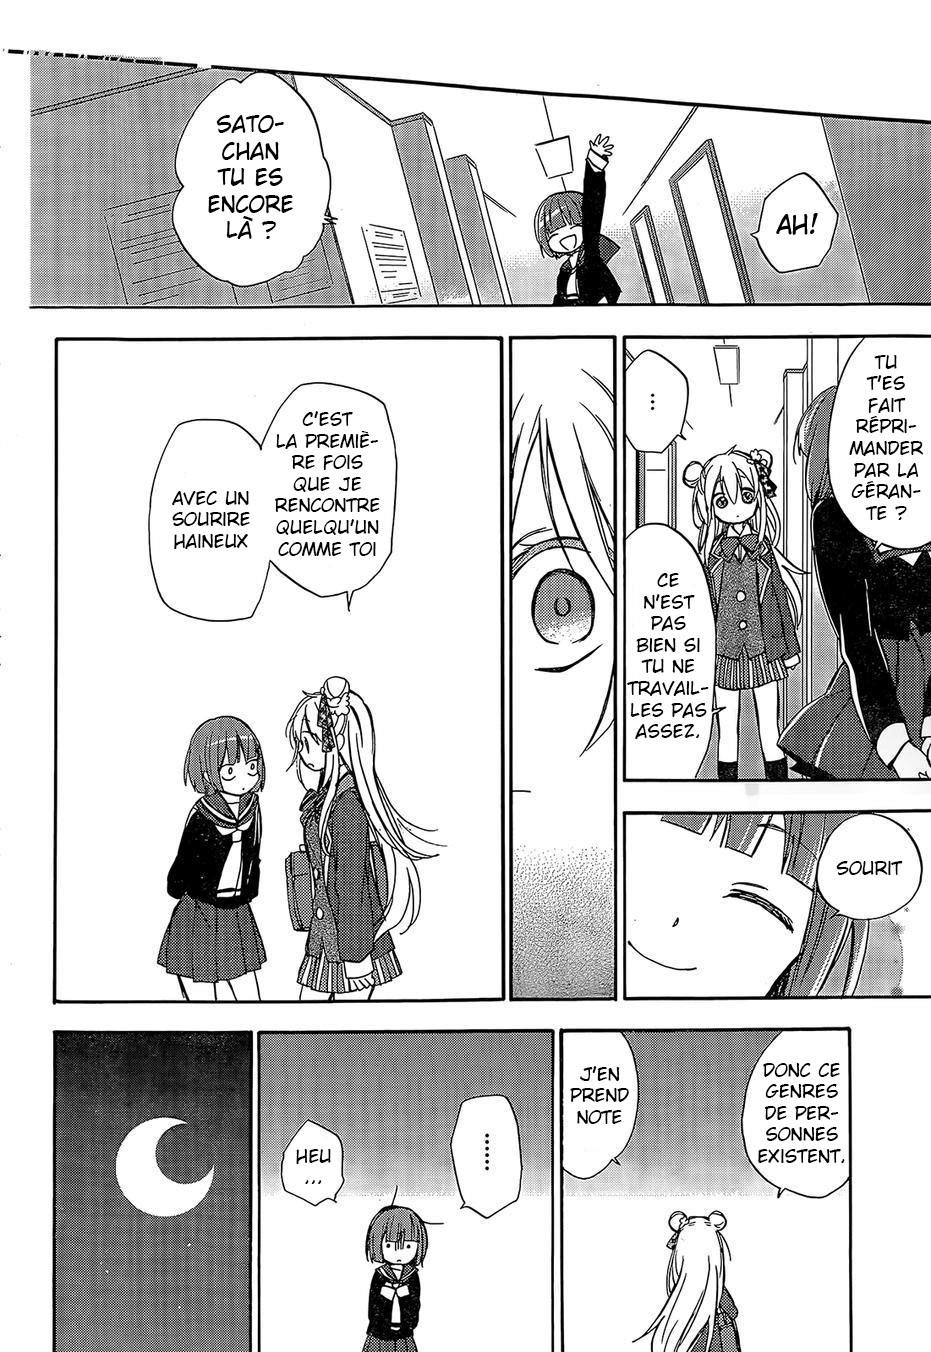 AH!
SATO-
CHAN
TU ES
ENCORE
LÀ ?
TU
T'ES
FAIT
RÉPRI-
MANDER
PAR LA
GÉRAN-
TE ?
...
CE
N'EST
PAS
BIEN SI
TU NE
TRAVAIL-
LES PAS
ASSEZ.
SOURIT
C'EST
LA PREMIÈ-
RE FOIS
QUE JE
RENCONTRE
QUELQU'UN
COMME TOI
AVEC UN
SOURIRE
HAINEUX
DONC CE
GENRES
DE PER-
SONNES
EXISTENT.
J'EN
PREND
NOTE
......
HEU
...